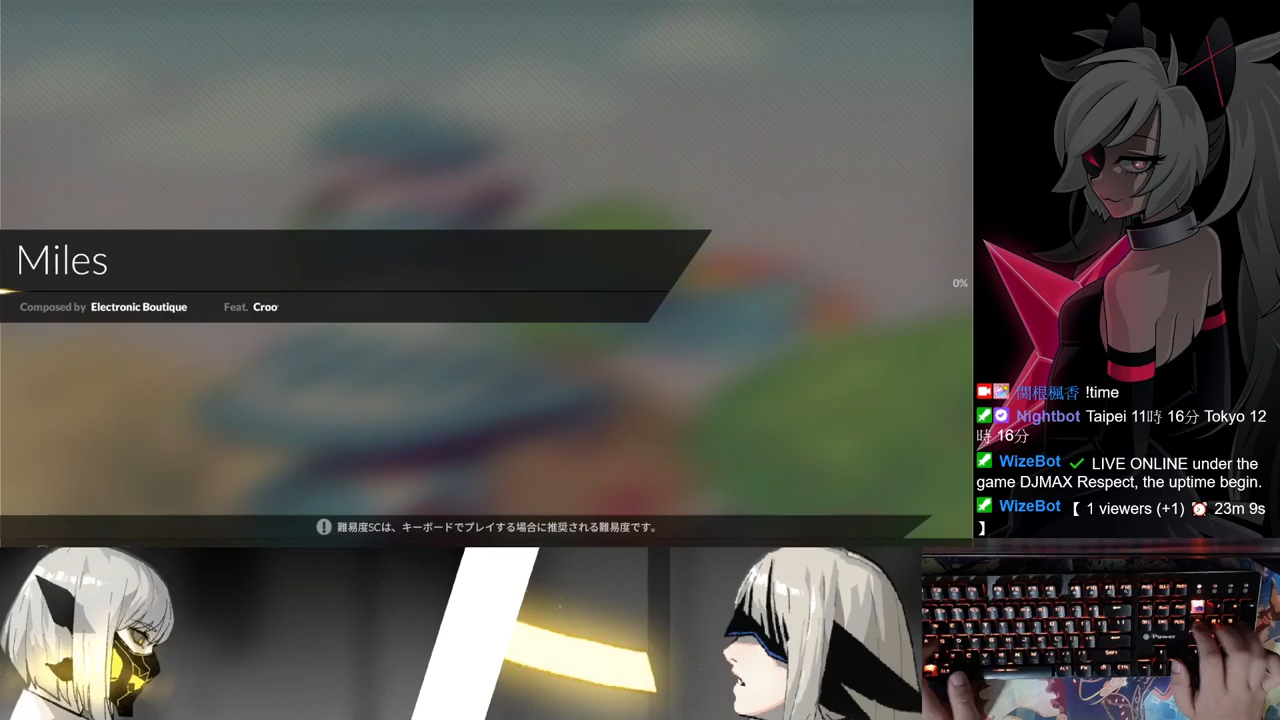 Miles
Composed by Electronic Boutique Feat. Croo
0%
難易度SCは、キーボードでプレイする場合に推奨される難易度です。
関根楓香 !time
Nightbot Taipei 11時 16分 Tokyo 12
時 16分
WizeBot ✓ LIVE ONLINE under the
game DJMAX Respect, the uptime begin.
WizeBot 【 1 viewers (+1) ⏰ 23m 9s
】